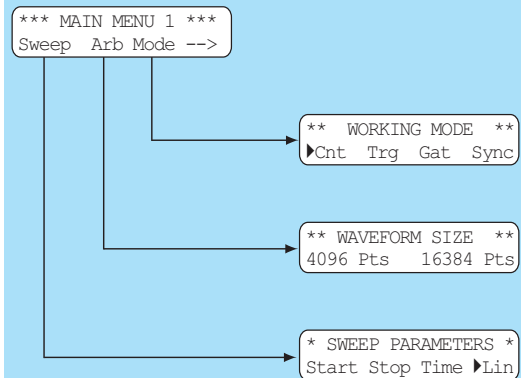 *** MAIN MENU 1 ***
Sweep Arb Mode -->
** WORKING MODE **
▶Cnt Trg Gat Sync
** WAVEFORM SIZE **
4096 Pts 16384 Pts
* SWEEP PARAMETERS *
Start Stop Time ▶Lin